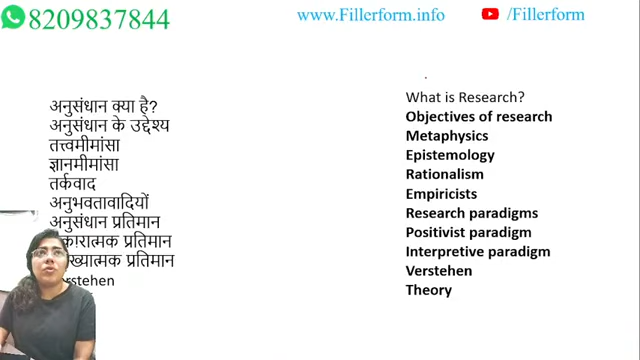 8209837844
www.Fillerform.info
/Fillerform
अनुसंधान क्या है?
अनुसंधान के उद्देश्य
तत्त्वमीमांसा
ज्ञानमीमांसा
तर्कवाद
अनुभवतावादियों
अनुसंधान प्रतिमान
प्रतिमान
प्रतिमान
What is Research?
Objectives of research
Metaphysics
Epistemology
Rationalism
Empiricists
Research paradigms
Positivist paradigm
Interpretive paradigm
Verstehen
Theory